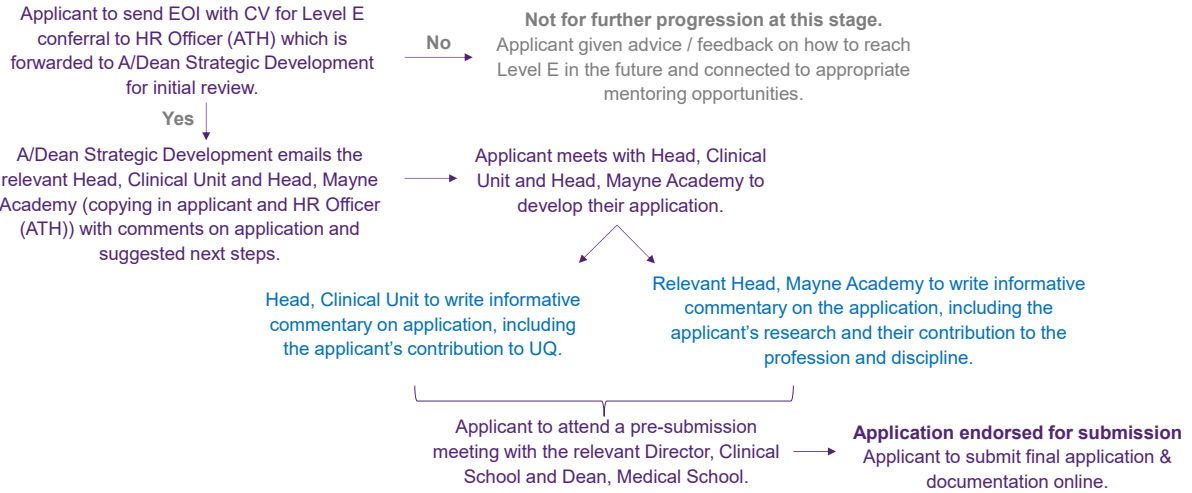 Applicant to send EOI with CV for Level E
conferral to HR Officer (ATH) which is
forwarded to A/Dean Strategic Development
for initial review.
No
Not for further progression at this stage.
Applicant given advice / feedback on how to reach
Level E in the future and connected to appropriate
mentoring opportunities.
Yes
A/Dean Strategic Development emails the
relevant Head, Clinical Unit and Head, Mayne
Academy (copying in applicant and HR Officer
(ATH)) with comments on application and
suggested next steps.
Applicant meets with Head, Clinical
Unit and Head, Mayne Academy to
develop their application.
Head, Clinical Unit to write informative
commentary on application, including
the applicant’s contribution to UQ.
Relevant Head, Mayne Academy to write informative
commentary on the application, including the
applicant’s research and their contribution to the
profession and discipline.
Applicant to attend a pre-submission
meeting with the relevant Director, Clinical
School and Dean, Medical School.
Application endorsed for submission
Applicant to submit final application &
documentation online.